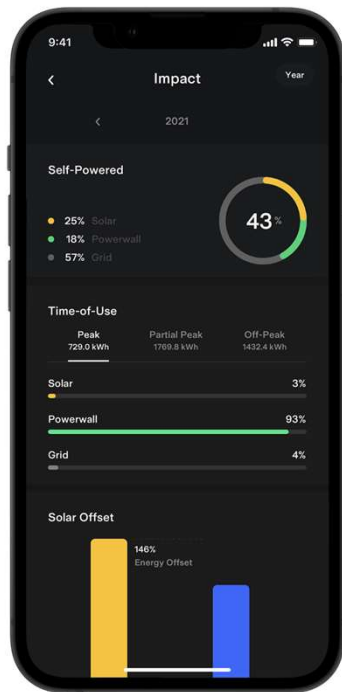 9:41
Impact
Year
2021
Self-Powered
25% Solar
18% Powerwall
57% Grid
43%
Time-of-Use
Peak Partial Peak Off-Peak
729.0 kWh 1769.8 kWh 1432.4 kWh
Solar 3%
Powerwall 93%
Grid 4%
Solar Offset
146%
Energy Offset